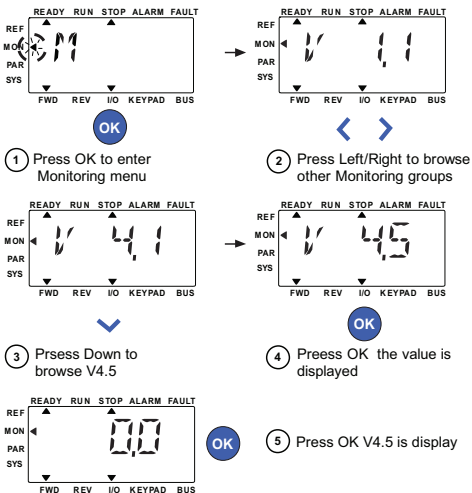 READY RUN STOP ALARM FAULT
REF
MON
PAR
SYS
M
FWD REV I/O KEYPAD BUS
READY RUN STOP ALARM FAULT
REF
MON
PAR
SYS
V 1.1
FWD REV I/O KEYPAD BUS
OK
1 Press OK to enter
Monitoring menu
2 Press Left/Right to browse
other Monitoring groups
READY RUN STOP ALARM FAULT
REF
MON
PAR
SYS
V 4.1
FWD REV I/O KEYPAD BUS
READY RUN STOP ALARM FAULT
REF
MON
PAR
SYS
V 4.5
FWD REV I/O KEYPAD BUS
OK
3 Prsess Down to
browse V4.5
4 Preess OK the value is
displayed
READY RUN STOP ALARM FAULT
REF
MON
PAR
SYS
0.0
FWD REV I/O KEYPAD BUS
OK
5 Press OK V4.5 is display